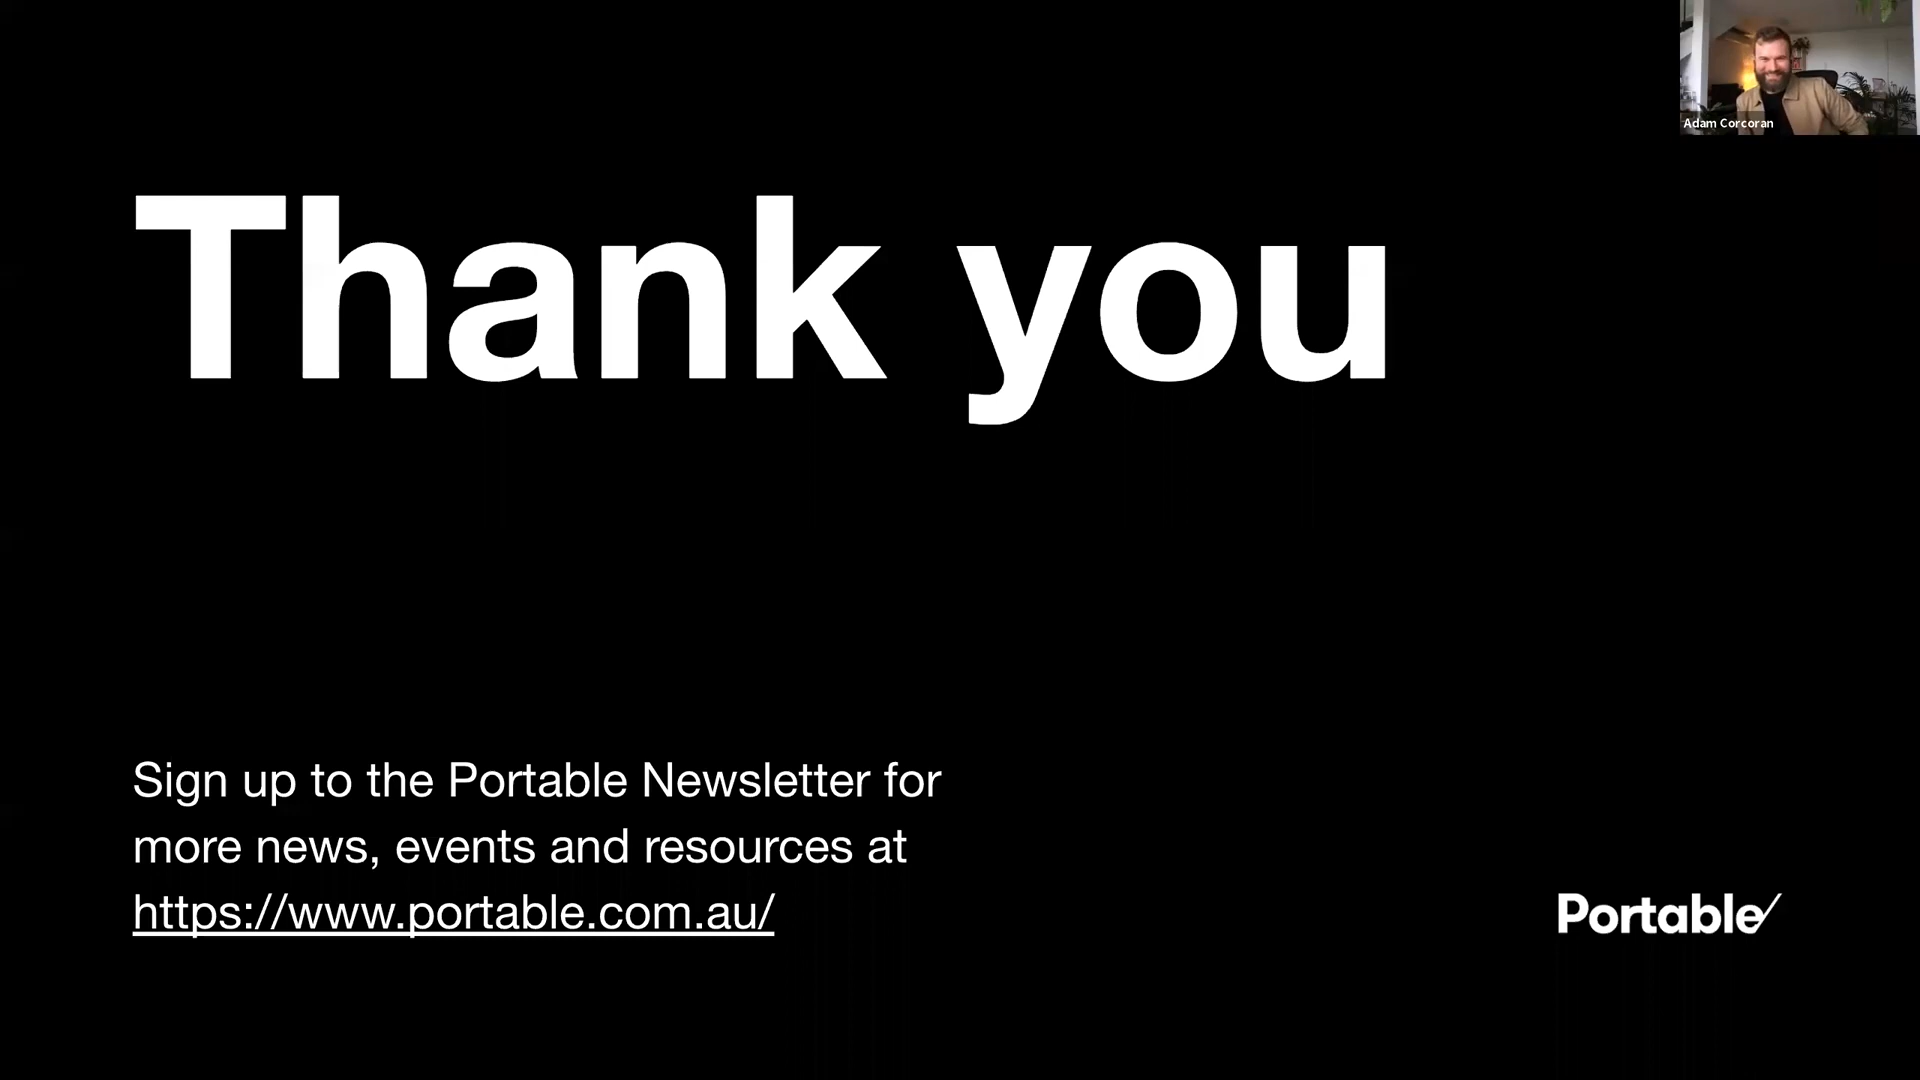 Adam Corcoran
Thank you
Sign up to the Portable Newsletter for
more news, events and resources at
https://www.portable.com.au/
Portable